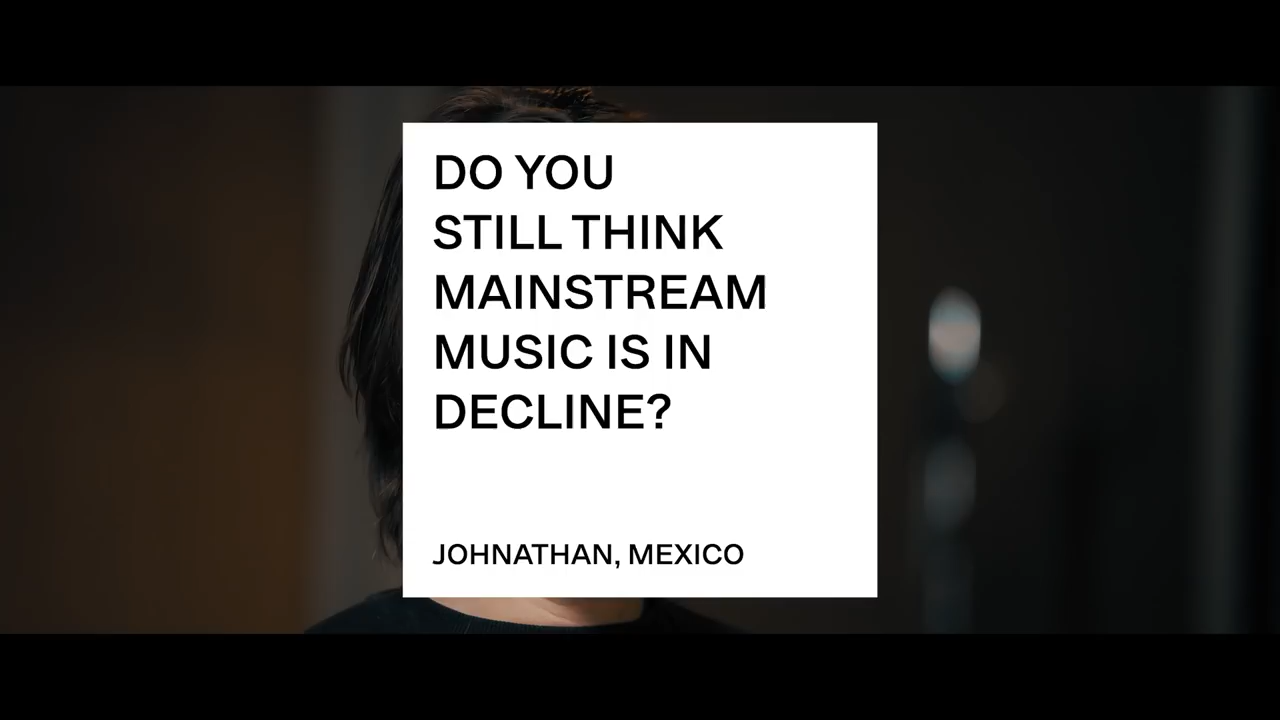 DO YOU
STILL THINK
MAINSTREAM
MUSIC IS IN
DECLINE?
JOHNATHAN, MEXICO